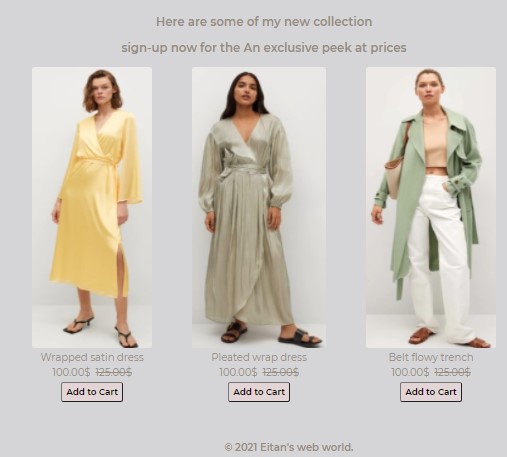 Here are some of my new collection
sign-up now for the An exclusive peek at prices
Wrapped satin dress
100.00$ 125.00$
Add to Cart
Pleated wrap dress
100.00$ 125.00$
Add to Cart
Belt flowy trench
100.00$ 125.00$
Add to Cart
© 2021 Eitan's web world.